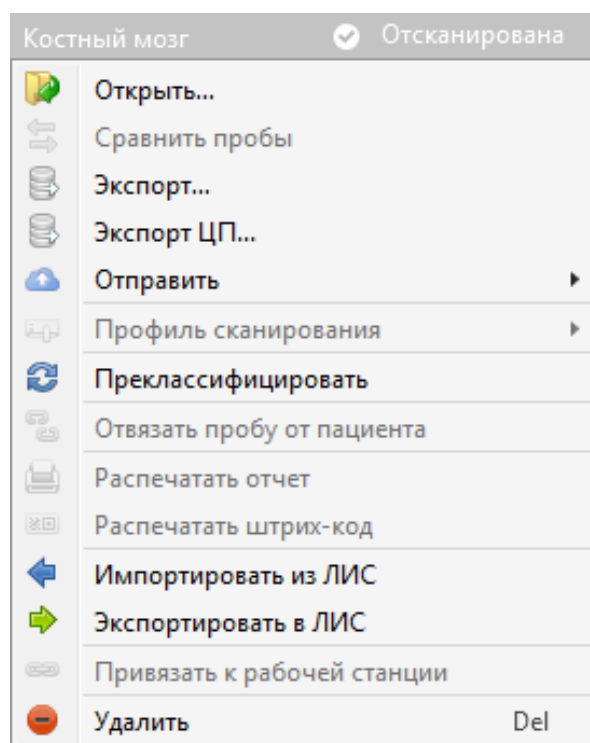 Костный мозг Отсканирована
Открыть...
Сравнить пробы
Экспорт...
Экспорт ЦП...
Отправить
Профиль сканирования
Преклассифицировать
Отвязать пробу от пациента
Распечатать отчет
Распечатать штрих-код
Импортировать из ЛИС
Экспортировать в ЛИС
Привязать к рабочей станции
Удалить Del